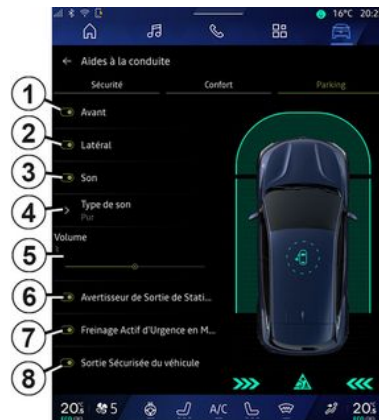 16°C 20:2
Aides à la conduite
Sécurité Confort Parking
1 Avant
2 Latéral
3 Son
4 Type de son
Pur
Volume
5
6 Avertisseur de Sortie de Stati...
7 Freinage Actif d'Urgence en M...
8 Sortie Sécurisée du véhicule
5 A/C